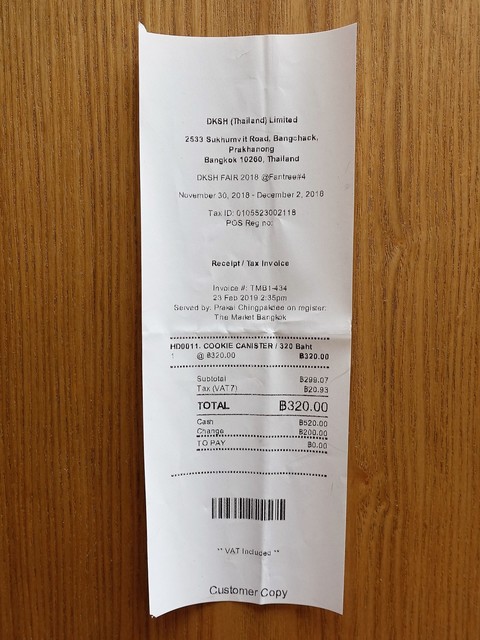 DKSH (Thailand) Limited
2533 Sukhumvit Road, Bangchack,
Prakhanong
Bangkok 10260, Thailand
DKSH FAIR 2018 @Fantree#4
November 30, 2018 - December 2, 2018
Tax ID: 0105523002118
POS Reg no:
Receipt / Tax Invoice
Invoice #: TMB1-434
23 Feb 2019 2:35pm
Served by: Prakai Chingpakdee on register:
The Market Bangkok
HD0011. COOKIE CANISTER / 320 Baht
1 @ ฿320.00 ฿320.00
Subtotal ฿299.07
Tax (VAT7) ฿20.93
TOTAL ฿320.00
Cash ฿520.00
Change ฿200.00
TO PAY ฿0.00
** VAT Included **
Customer Copy